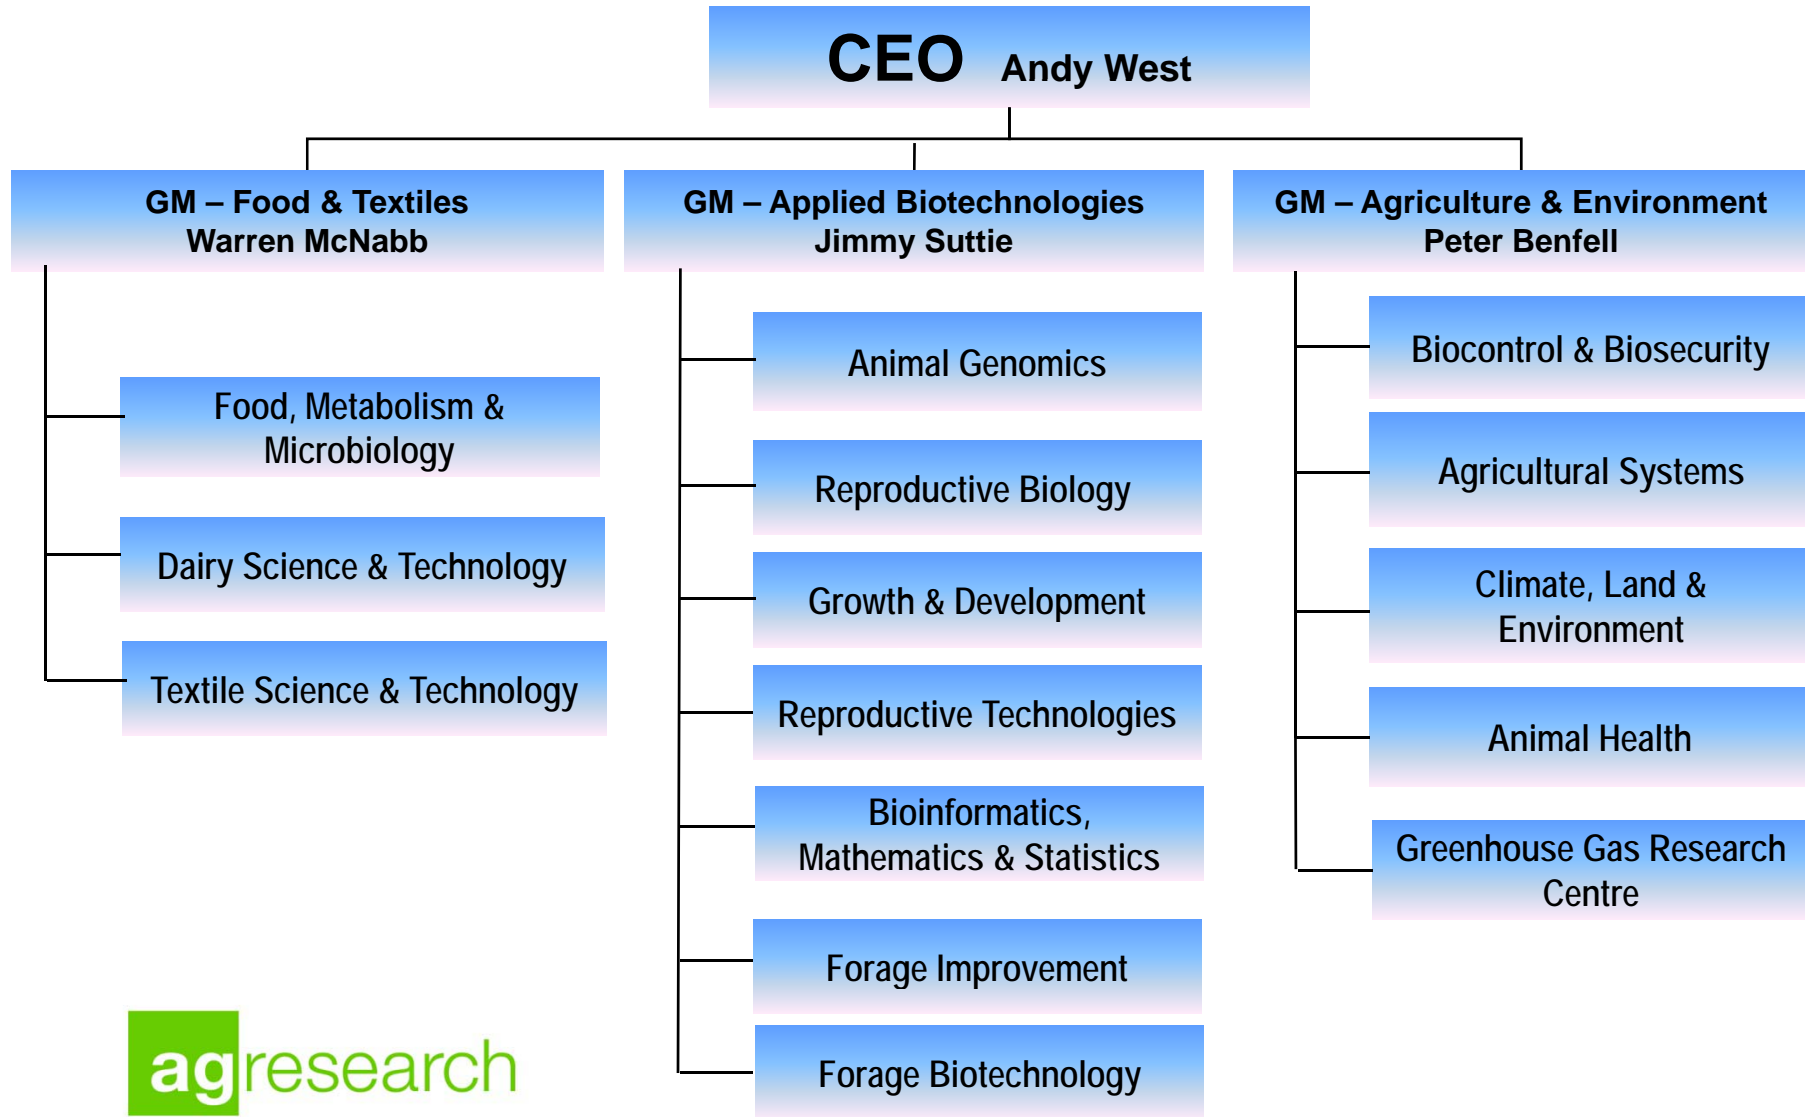 CEO Andy West
GM – Food & Textiles
Warren McNabb
Food, Metabolism &
Microbiology
Dairy Science & Technology
Textile Science & Technology
GM – Applied Biotechnologies
Jimmy Suttie
Animal Genomics
Reproductive Biology
Growth & Development
Reproductive Technologies
Bioinformatics,
Mathematics & Statistics
Forage Improvement
Forage Biotechnology
GM – Agriculture & Environment
Peter Benfell
Biocontrol & Biosecurity
Agricultural Systems
Climate, Land &
Environment
Animal Health
Greenhouse Gas Research
Centre
agresearch